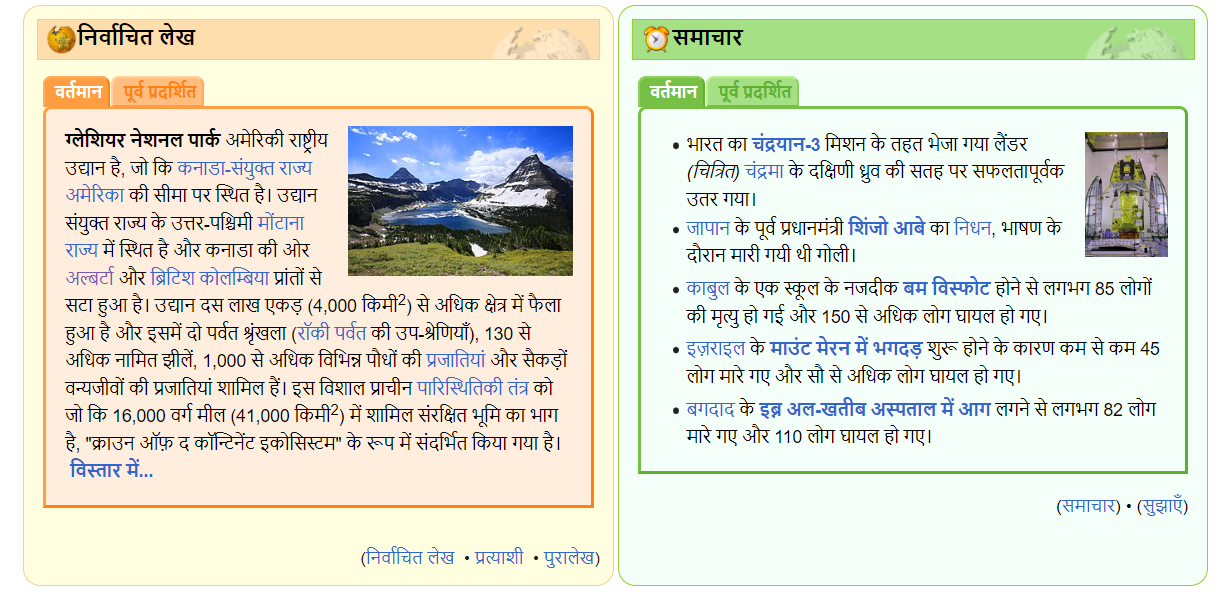 निर्वाचित लेख
वर्तमान
पूर्व प्रदर्शित
ग्लेशियर नेशनल पार्क अमेरिकी राष्ट्रीय
उद्यान है, जो कि कनाडा-संयुक्त राज्य
अमेरिका की सीमा पर स्थित है। उद्यान
संयुक्त राज्य के उत्तर-पश्चिमी मोंटाना
राज्य में स्थित है और कनाडा की ओर
अल्बर्टा और ब्रिटिश कोलम्बिया प्रांतों से
सटा हुआ है। उद्यान दस लाख एकड़ (4,000 किमी²) से अधिक क्षेत्र में फैला
हुआ है और इसमें दो पर्वत श्रृंखला (रॉकी पर्वत की उप-श्रेणियाँ), 130 से
अधिक नामित झीलें, 1,000 से अधिक विभिन्न पौधों की प्रजातियां और सैकड़ों
वन्यजीवों की प्रजातियां शामिल हैं। इस विशाल प्राचीन पारिस्थितिकी तंत्र को
जो कि 16,000 वर्ग मील (41,000 किमी²) में शामिल संरक्षित भूमि का भाग
है, "क्राउन ऑफ़ द कॉन्टिनेंट इकोसिस्टम" के रूप में संदर्भित किया गया है।
विस्तार में...
(निर्वाचित लेख • प्रत्याशी • पुरालेख)
समाचार
वर्तमान
पूर्व प्रदर्शित
• भारत का चंद्रयान-3 मिशन के तहत भेजा गया लैंडर
(चित्रित) चंद्रमा के दक्षिणी ध्रुव की सतह पर सफलतापूर्वक
उतर गया।
• जापान के पूर्व प्रधानमंत्री शिंजो आबे का निधन, भाषण के
दौरान मारी गयी थी गोली।
• काबुल के एक स्कूल के नजदीक बम विस्फोट होने से लगभग 85 लोगों
की मृत्यु हो गई और 150 से अधिक लोग घायल हो गए।
• इज़राइल के माउंट मेरन में भगदड़ शुरू होने के कारण कम से कम 45
लोग मारे गए और सौ से अधिक लोग घायल हो गए।
• बगदाद के इब्न अल-खतीब अस्पताल में आग लगने से लगभग 82 लोग
मारे गए और 110 लोग घायल हो गए।
(समाचार) • (सुझाएँ)